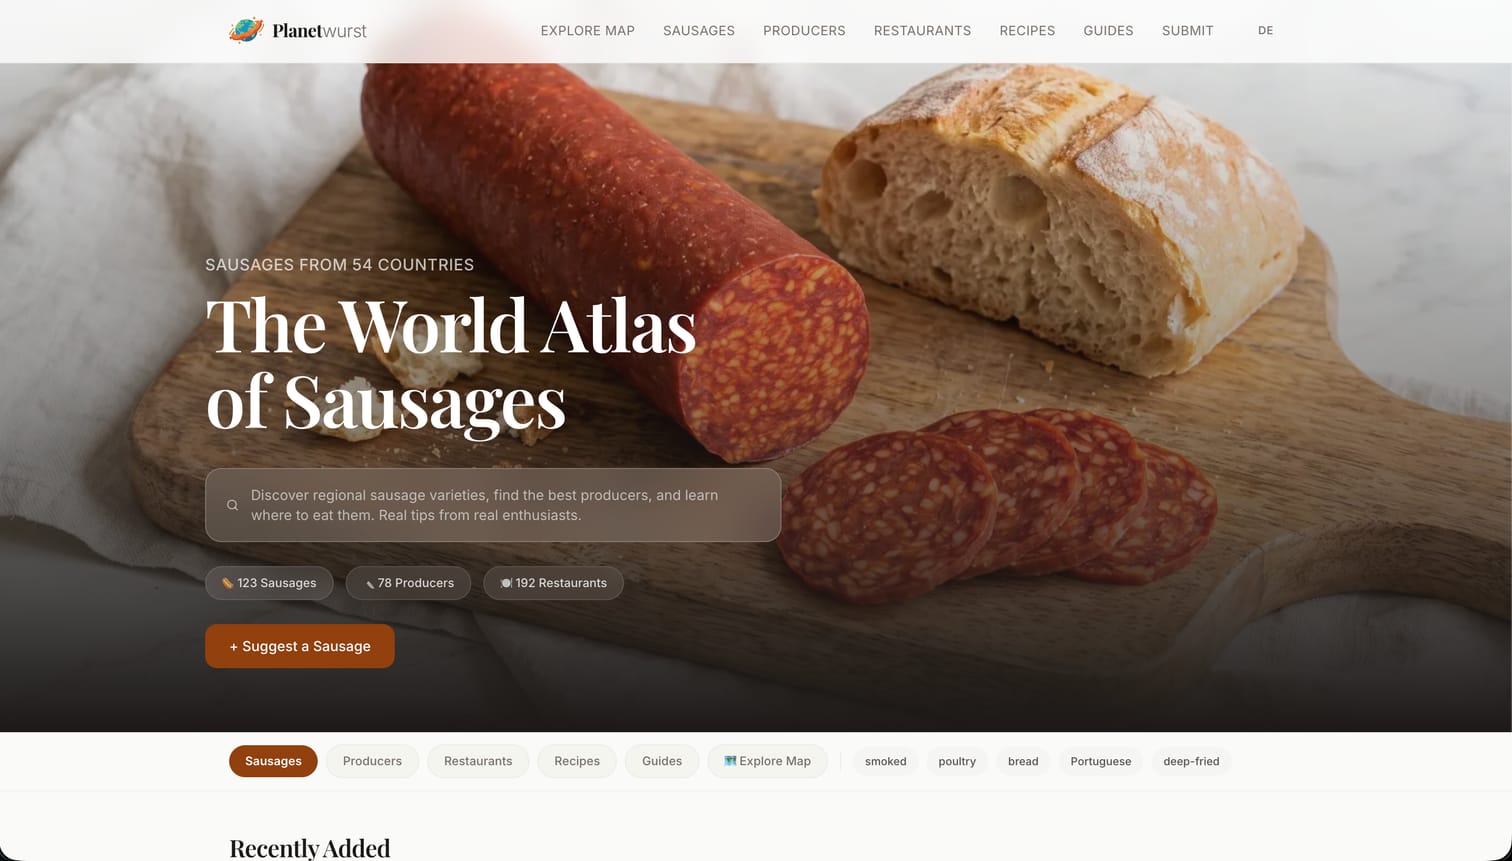 Planetwurst
EXPLORE MAP SAUSAGES PRODUCERS RESTAURANTS RECIPES GUIDES SUBMIT DE
SAUSAGES FROM 54 COUNTRIES
The World Atlas
of Sausages
Discover regional sausage varieties, find the best producers, and learn
where to eat them. Real tips from real enthusiasts.
123 Sausages 78 Producers 192 Restaurants
+ Suggest a Sausage
Sausages Producers Restaurants Recipes Guides Explore Map smoked poultry bread Portuguese deep-fried
Recently Added